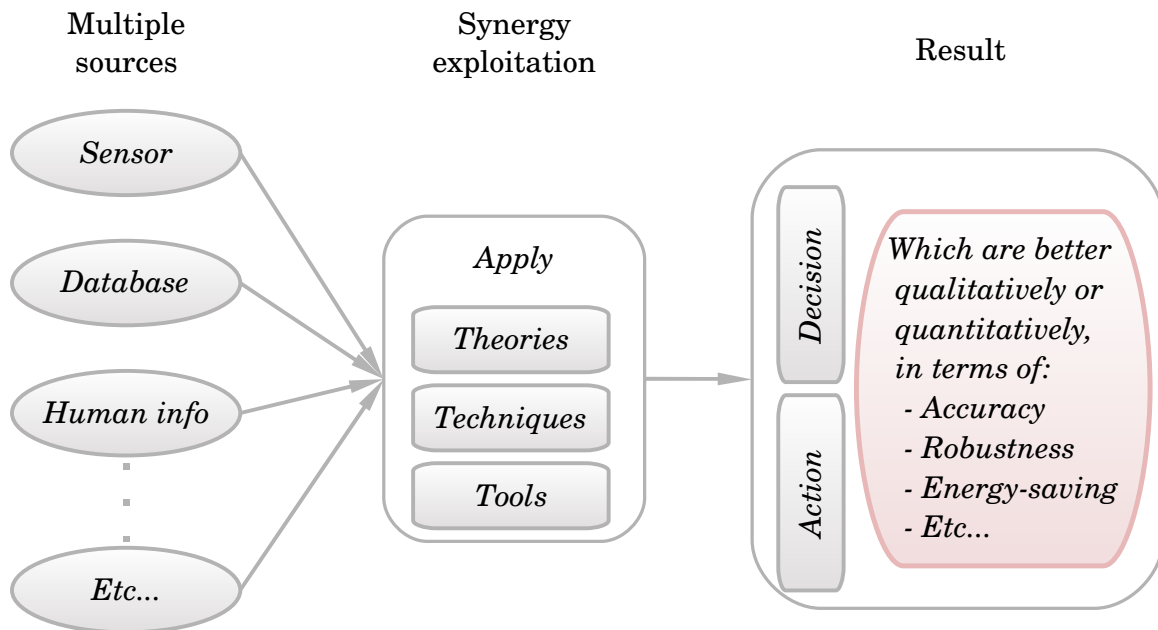 Multiple
sources
Synergy
exploitation
Result
Sensor
Database
Human info
Etc...
Apply
Theories
Techniques
Tools
Decision
Action
Which are better
qualitatively or
quantitatively,
in terms of:
- Accuracy
- Robustness
- Energy-saving
- Etc...